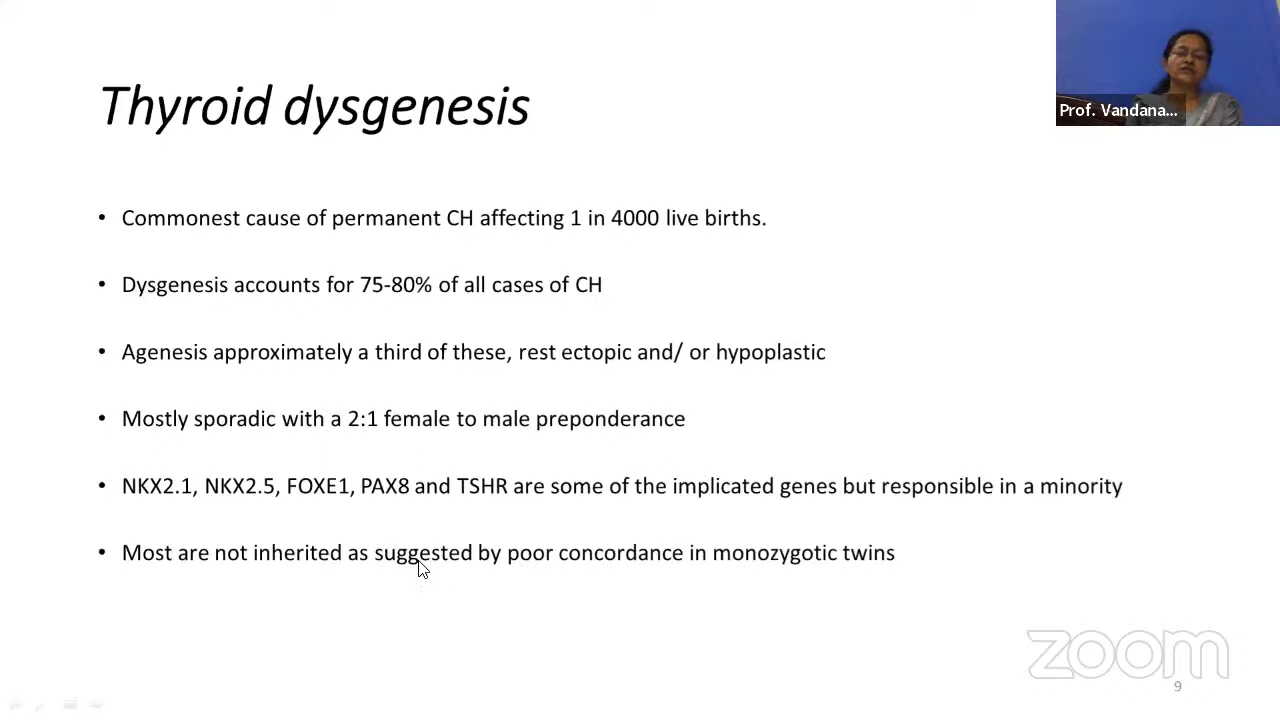 Thyroid dysgenesis
Prof. Vandana...
• Commonest cause of permanent CH affecting 1 in 4000 live births.
• Dysgenesis accounts for 75-80% of all cases of CH
• Agenesis approximately a third of these, rest ectopic and/ or hypoplastic
• Mostly sporadic with a 2:1 female to male preponderance
• NKX2.1, NKX2.5, FOXE1, PAX8 and TSHR are some of the implicated genes but responsible in a minority
• Most are not inherited as suggested by poor concordance in monozygotic twins
zoom
9